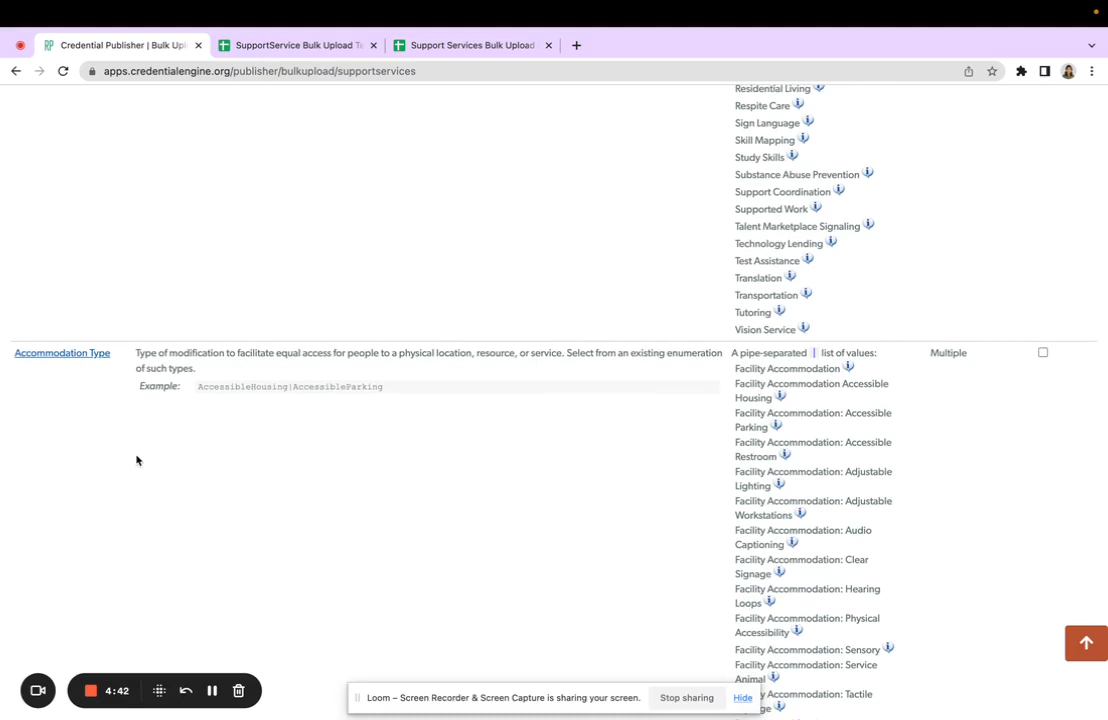 Credential Publisher | Bulk Upl
SupportService Bulk Upload T
Support Services Bulk Upload
apps.credentialengine.org/publisher/bulkupload/supportservices
Residential Living
Respite Care
Sign Language
Skill Mapping
Study Skills
Substance Abuse Prevention
Support Coordination
Supported Work
Talent Marketplace Signaling
Technology Lending
Test Assistance
Translation
Transportation
Tutoring
Vision Service
Accommodation Type
Type of modification to facilitate equal access for people to a physical location, resource, or service. Select from an existing enumeration
of such types.
Example: AccessibleHousing|AccessibleParking
A pipe-separated | list of values:
Multiple
Facility Accommodation
Facility Accommodation Accessible
Housing
Facility Accommodation: Accessible
Parking
Facility Accommodation: Accessible
Restroom
Facility Accommodation: Adjustable
Lighting
Facility Accommodation: Adjustable
Workstations
Facility Accommodation: Audio
Captioning
Facility Accommodation: Clear
Signage
Facility Accommodation: Hearing
Loops
Facility Accommodation: Physical
Accessibility
Facility Accommodation: Sensory
Facility Accommodation: Service
Animal
Accommodation: Tactile
4:42
Loom – Screen Recorder & Screen Capture is sharing your screen.
Stop sharing
Hide